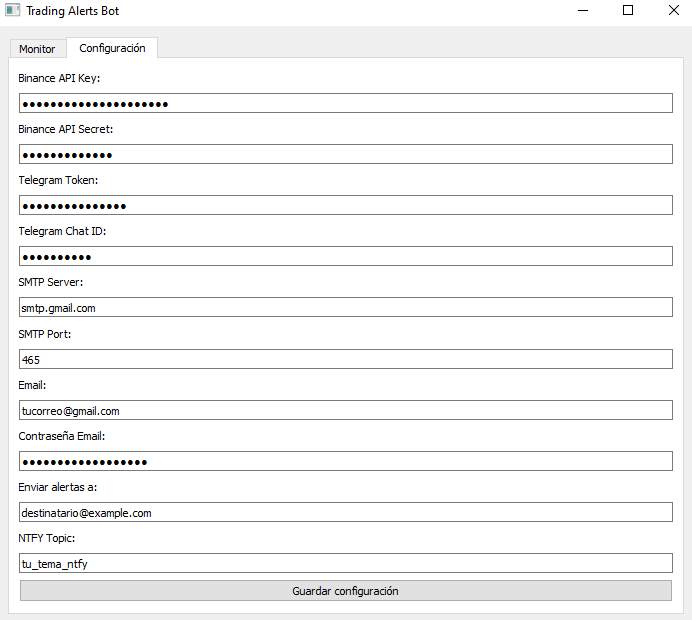 Trading Alerts Bot
Monitor Configuración
Binance API Key:
●●●●●●●●●●●●●●●●●●●●●
Binance API Secret:
●●●●●●●●●●●●●
Telegram Token:
●●●●●●●●●●●●●●●
Telegram Chat ID:
●●●●●●●●●●
SMTP Server:
smtp.gmail.com
SMTP Port:
465
Email:
tucorreo@gmail.com
Contraseña Email:
●●●●●●●●●●●●●●●●●●
Enviar alertas a:
destinatario@example.com
NTFY Topic:
tu_tema_ntfy
Guardar configuración